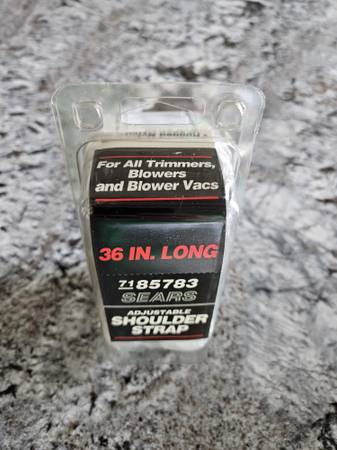 For All Trimmers,
Blowers
and Blower Vacs
36 IN. LONG
71 85783
SEARS
ADJUSTABLE
SHOULDER
STRAP